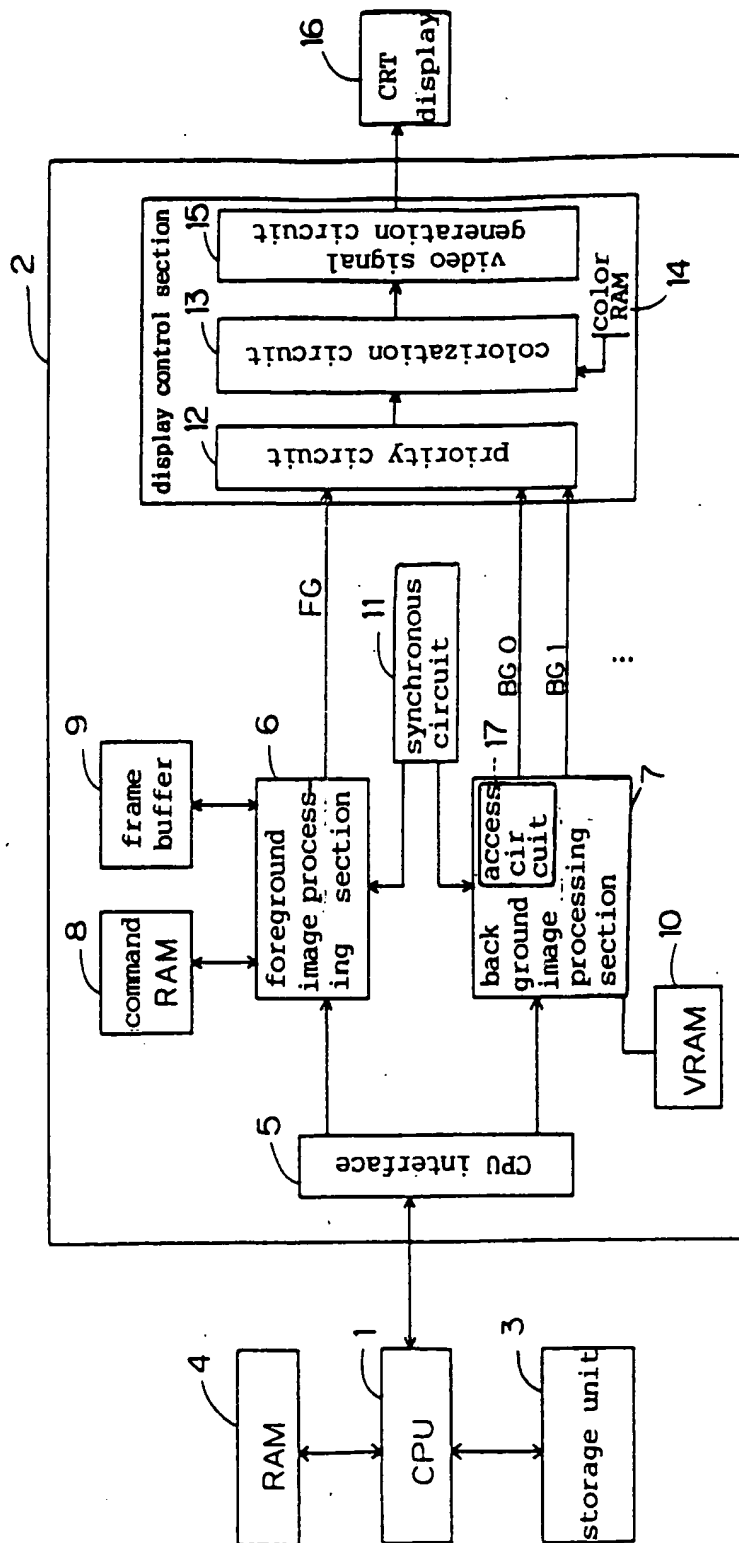 2
4
RAM
1
CPU
3
storage unit
5
CPU interface
8
command
RAM
9
frame
buffer
6
foreground
image process-
ing section
FG
11
synchronous
circuit
17
access
cir
cuit
back
ground
image
processing
section
7
10
VRAM
BG 0
BG 1
...
display control section
12
priority circuit
13
colorization circuit
color
RAM
14
15
video signal
generation circuit
16
CRT
display